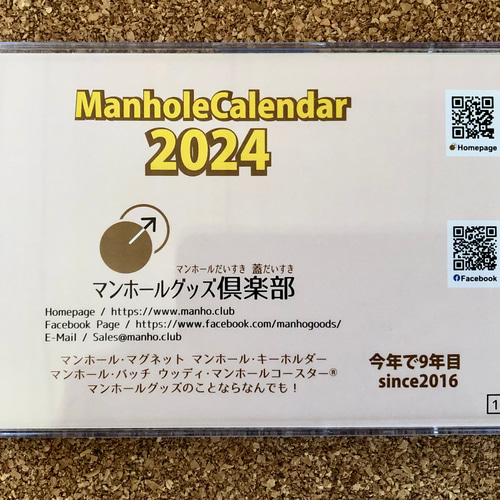 ManholeCalendar
2024
Homepage
マンホールだいすき 蓋だいすき
マンホールグッズ倶楽部
Facebook
Homepage / https://www.manho.club
Facebook Page / https://www.facebook.com/manhogoods/
E-Mail / Sales@manho.club
マンホール・マグネット マンホール・キーホルダー
マンホール・バッチ ウッディ・マンホールコースター®
マンホールグッズのことならなんでも！
今年で9年目
since2016
1